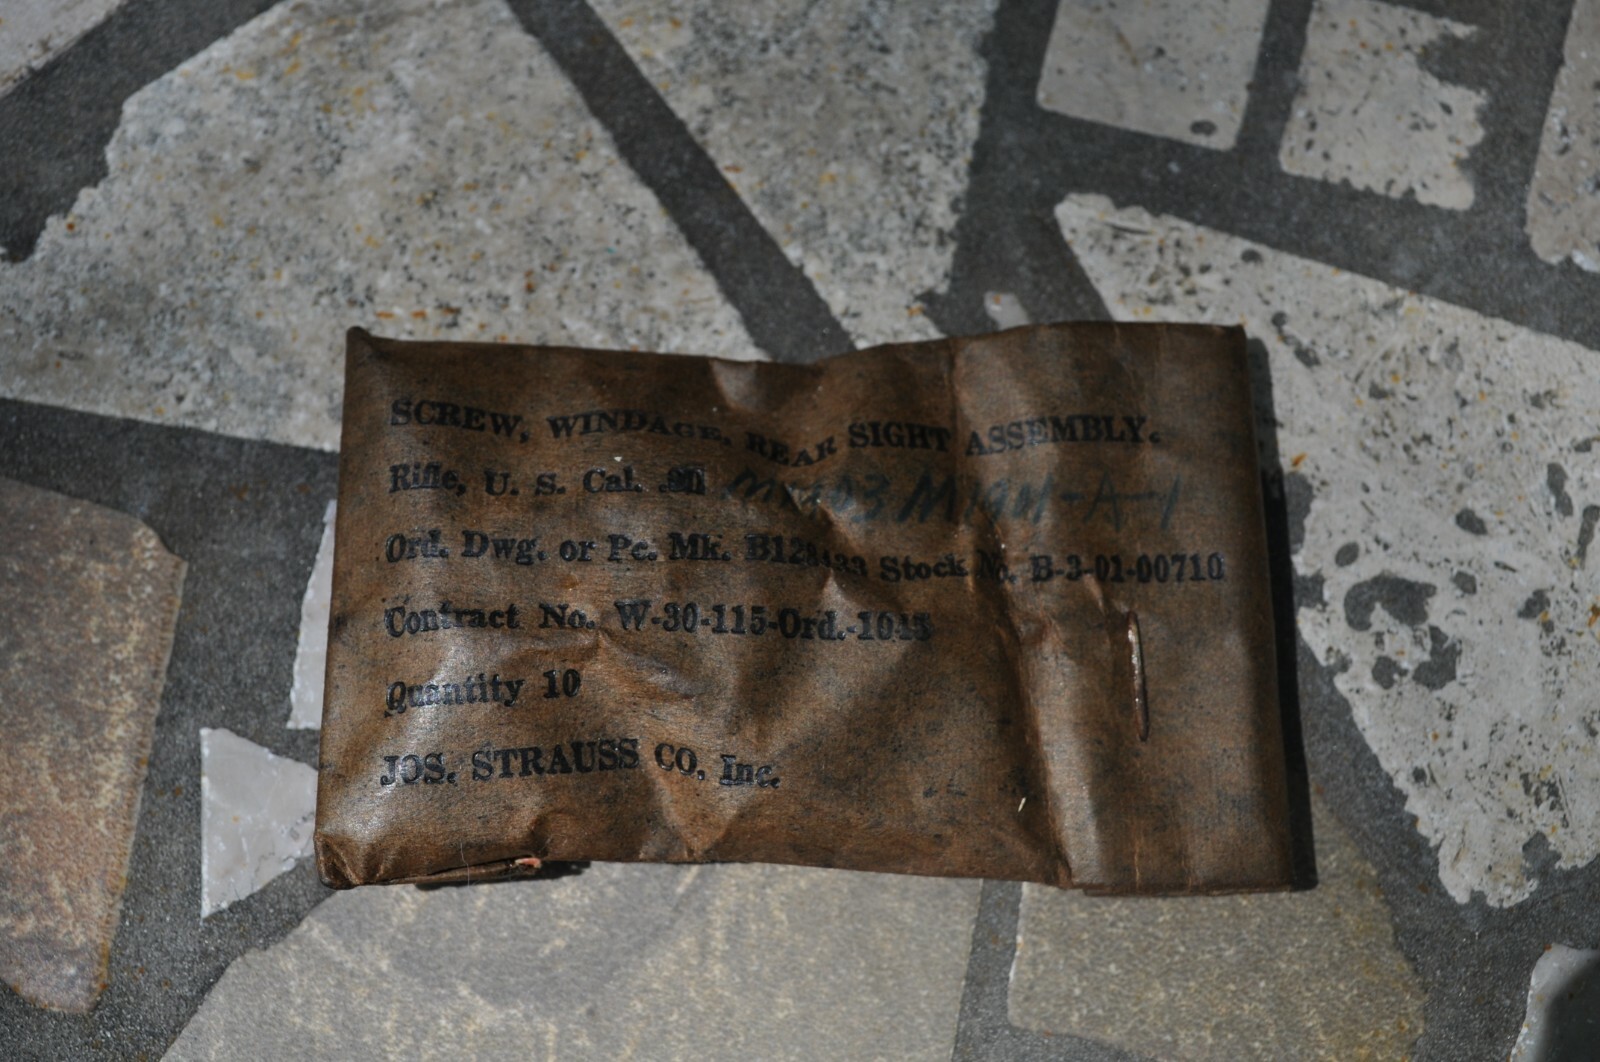 SCREW, WINDAGE, REAR SIGHT ASSEMBLY.
Rifle, U. S. Cal. M1903 M1911-A-1
Ord. Dwg. or Pc. Mk. Stock No. B-3-01-00710
Contract No. W-30-115-Ord.-1045
Quantity 10
JOS. STRAUSS CO. Inc.